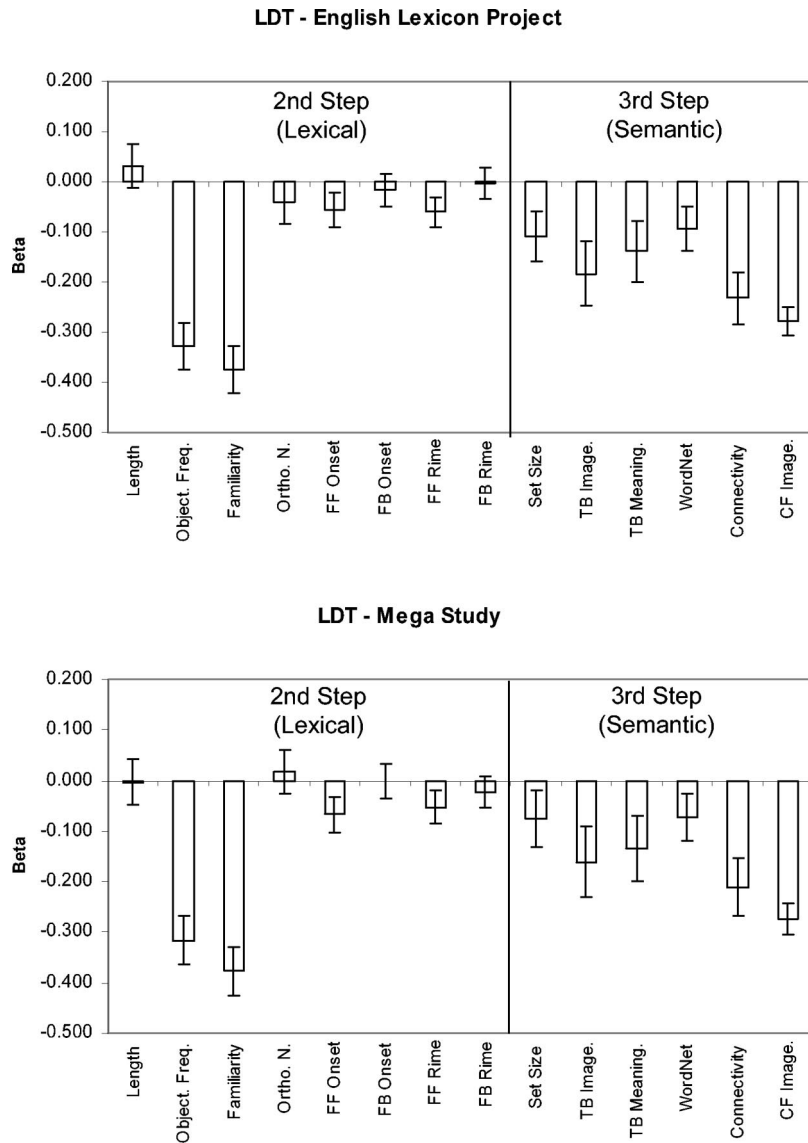 LDT - English Lexicon Project
0.200
0.100
0.000
-0.100
-0.200
-0.300
-0.400
-0.500
Beta
2nd Step
(Lexical)
3rd Step
(Semantic)
Length
Object. Freq.
Familiarity
Ortho. N.
FF Onset
FB Onset
FF Rime
FB Rime
Set Size
TB Image.
TB Meaning.
WordNet
Connectivity
CF Image.
LDT - Mega Study
0.200
0.100
0.000
-0.100
-0.200
-0.300
-0.400
-0.500
Beta
2nd Step
(Lexical)
3rd Step
(Semantic)
Length
Object. Freq.
Familiarity
Ortho. N.
FF Onset
FB Onset
FF Rime
FB Rime
Set Size
TB Image.
TB Meaning.
WordNet
Connectivity
CF Image.